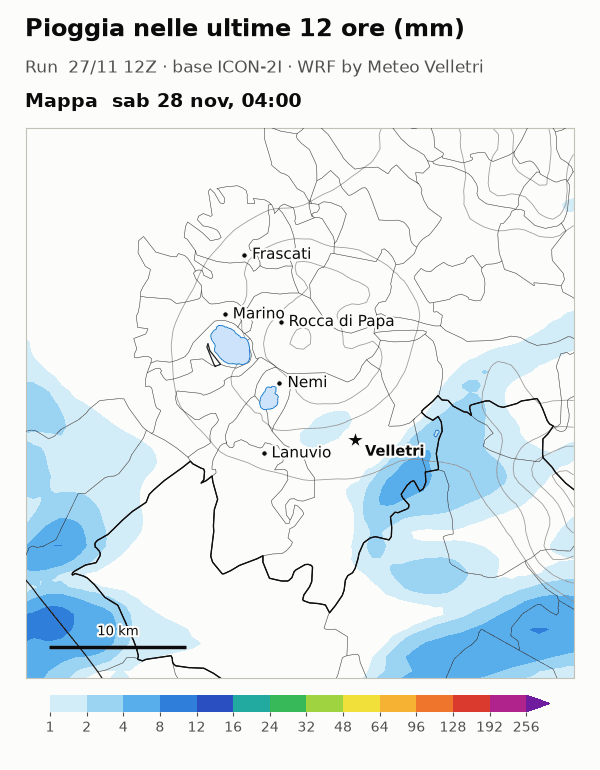 Pioggia nelle ultime 12 ore (mm)
Run  27/11 12Z · base ICON-2I · WRF by Meteo Velletri
Mappa  sab 28 nov, 04:00
Frascati
Marino
Rocca di Papa
Nemi
Velletri
Lanuvio
10 km
1 2 4 8 12 16 24 32 48 64 96 128 192 256